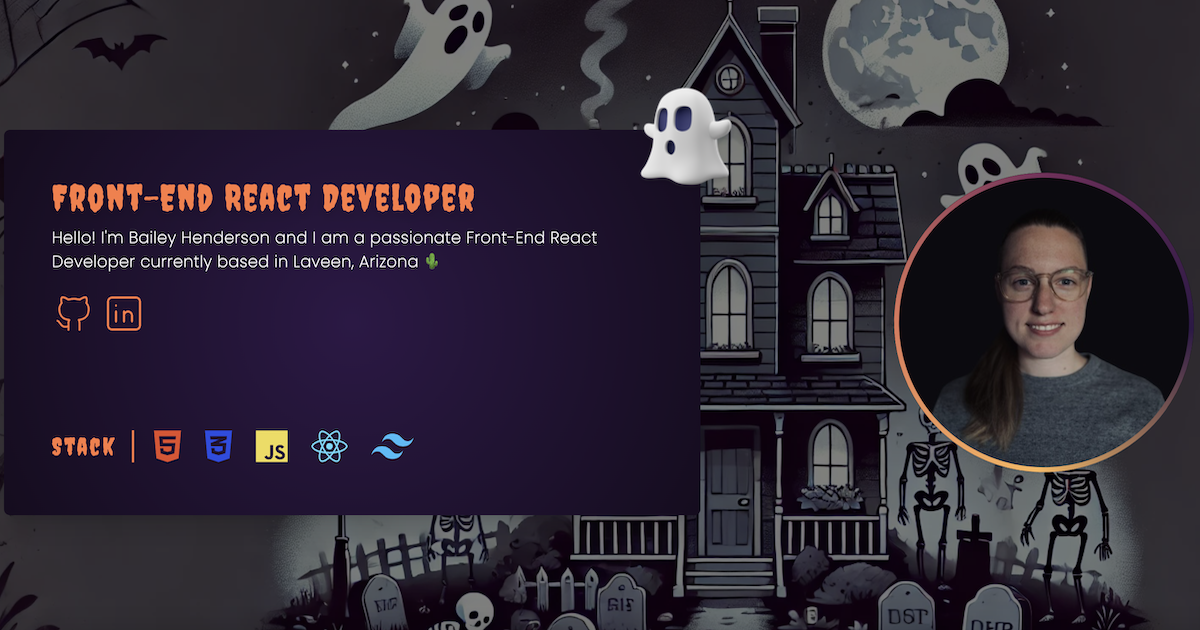 FRONT-END REACT DEVELOPER
Hello! I'm Bailey Henderson and I am a passionate Front-End React
Developer currently based in Laveen, Arizona 🌵
in
STACK
5
3
JS